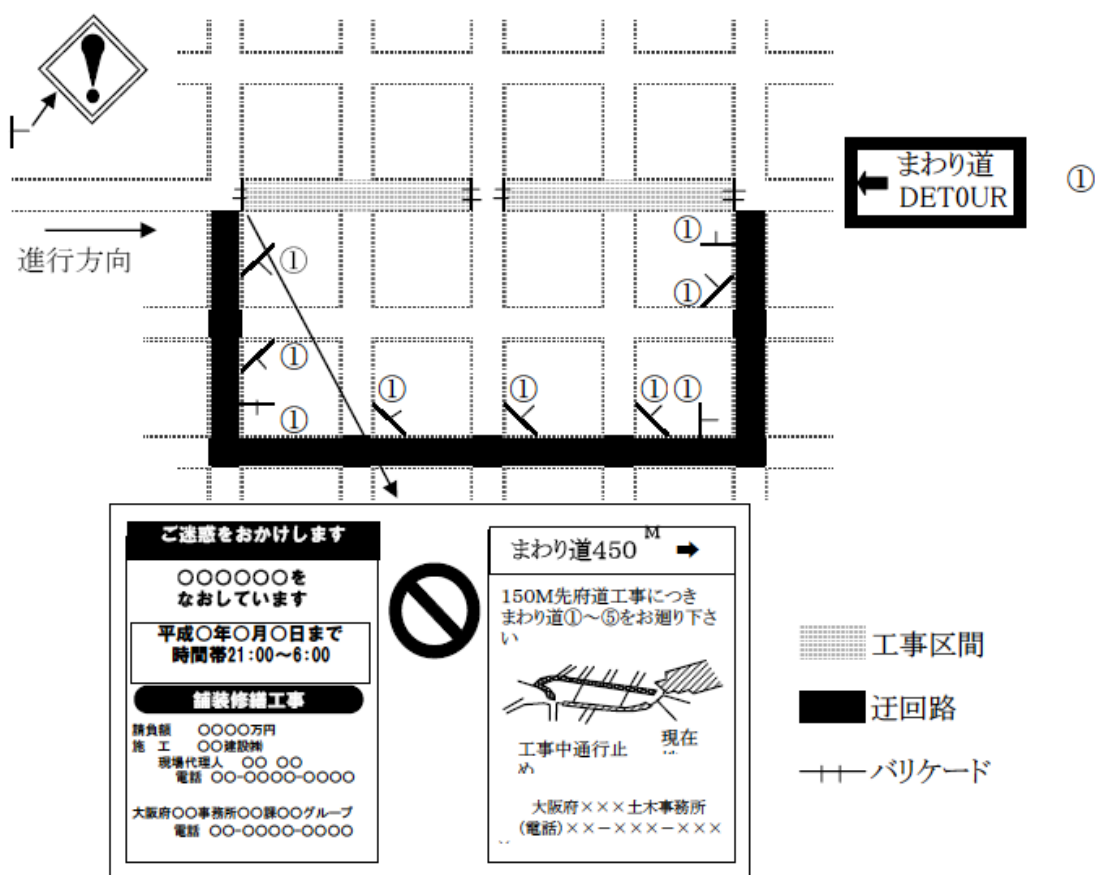 まわり道
DET0UR
①
進行方向
①
①
①
①
①
①
①
①
①
ご迷惑をおかけします
〇〇〇〇〇〇を
なおしています
平成〇年〇月〇日まで
時間帯21:00～6:00
舗装修繕工事
請負額 〇〇〇〇万円
施 工 〇〇建設㈱
現場代理人 〇〇 〇〇
電話 〇〇-〇〇〇〇-〇〇〇〇
大阪府〇〇事務所〇〇課〇〇グループ
電話 〇〇-〇〇〇〇-〇〇〇〇
まわり道450 M ➡
150M先府道工事につき
まわり道①～⑤をお廻り下さ
い
工事中通行止
め
現在
大阪府×××土木事務所
(電話)××－×××－×××
工事区間
迂回路
バリケード